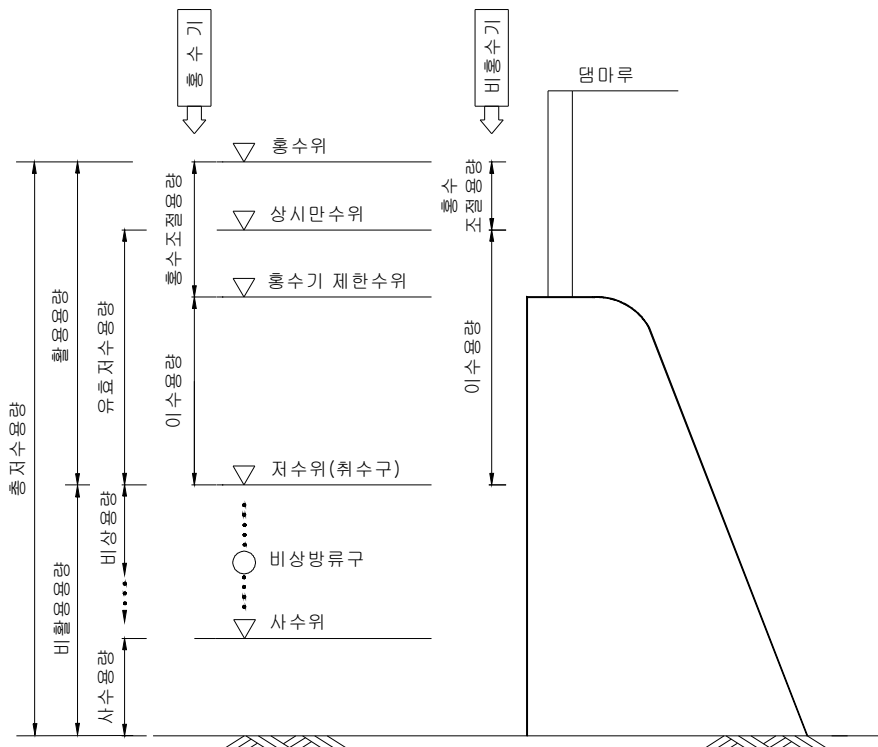 홍수기
비홍수기
댐마루
홍수위
상시만수위
홍수기 제한수위
저수위(취수구)
비상방류구
사수위
총저수용량
활용용량
비활용용량
유효저수용량
비상용량
사수용량
홍수조절용량
이수용량
홍수
조절용량
이수용량